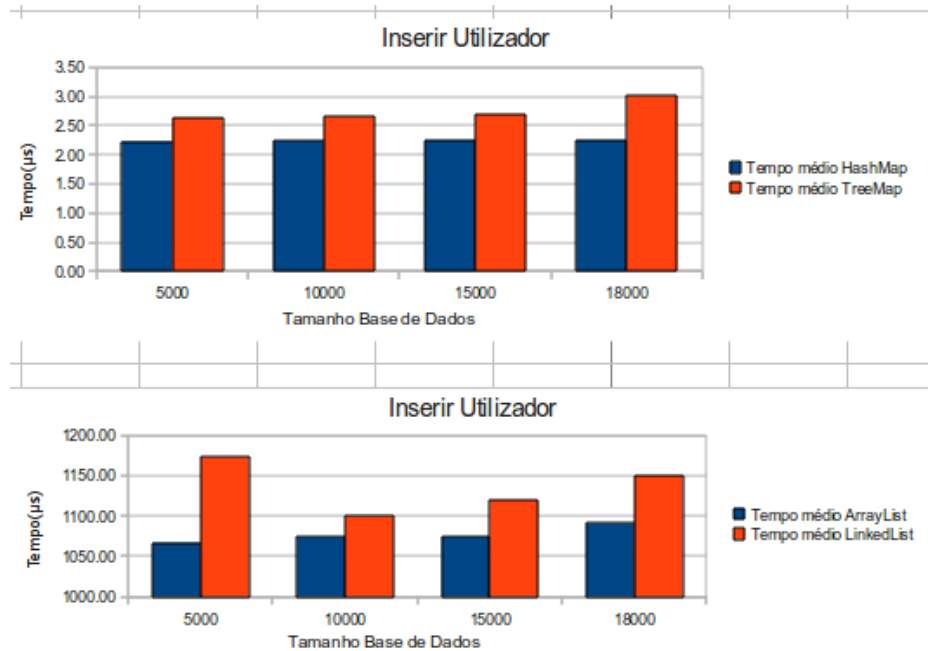 Inserir Utilizador
3.50
3.00
2.50
2.00
1.50
1.00
0.50
0.00
Tempo(µs)
5000 10000 15000 18000
Tamanho Base de Dados
Tempo médio HashMap
Tempo médio TreeMap
Inserir Utilizador
1200.00
1150.00
1100.00
1050.00
1000.00
Tempo(µs)
5000 10000 15000 18000
Tamanho Base de Dados
Tempo médio ArrayList
Tempo médio LinkedList